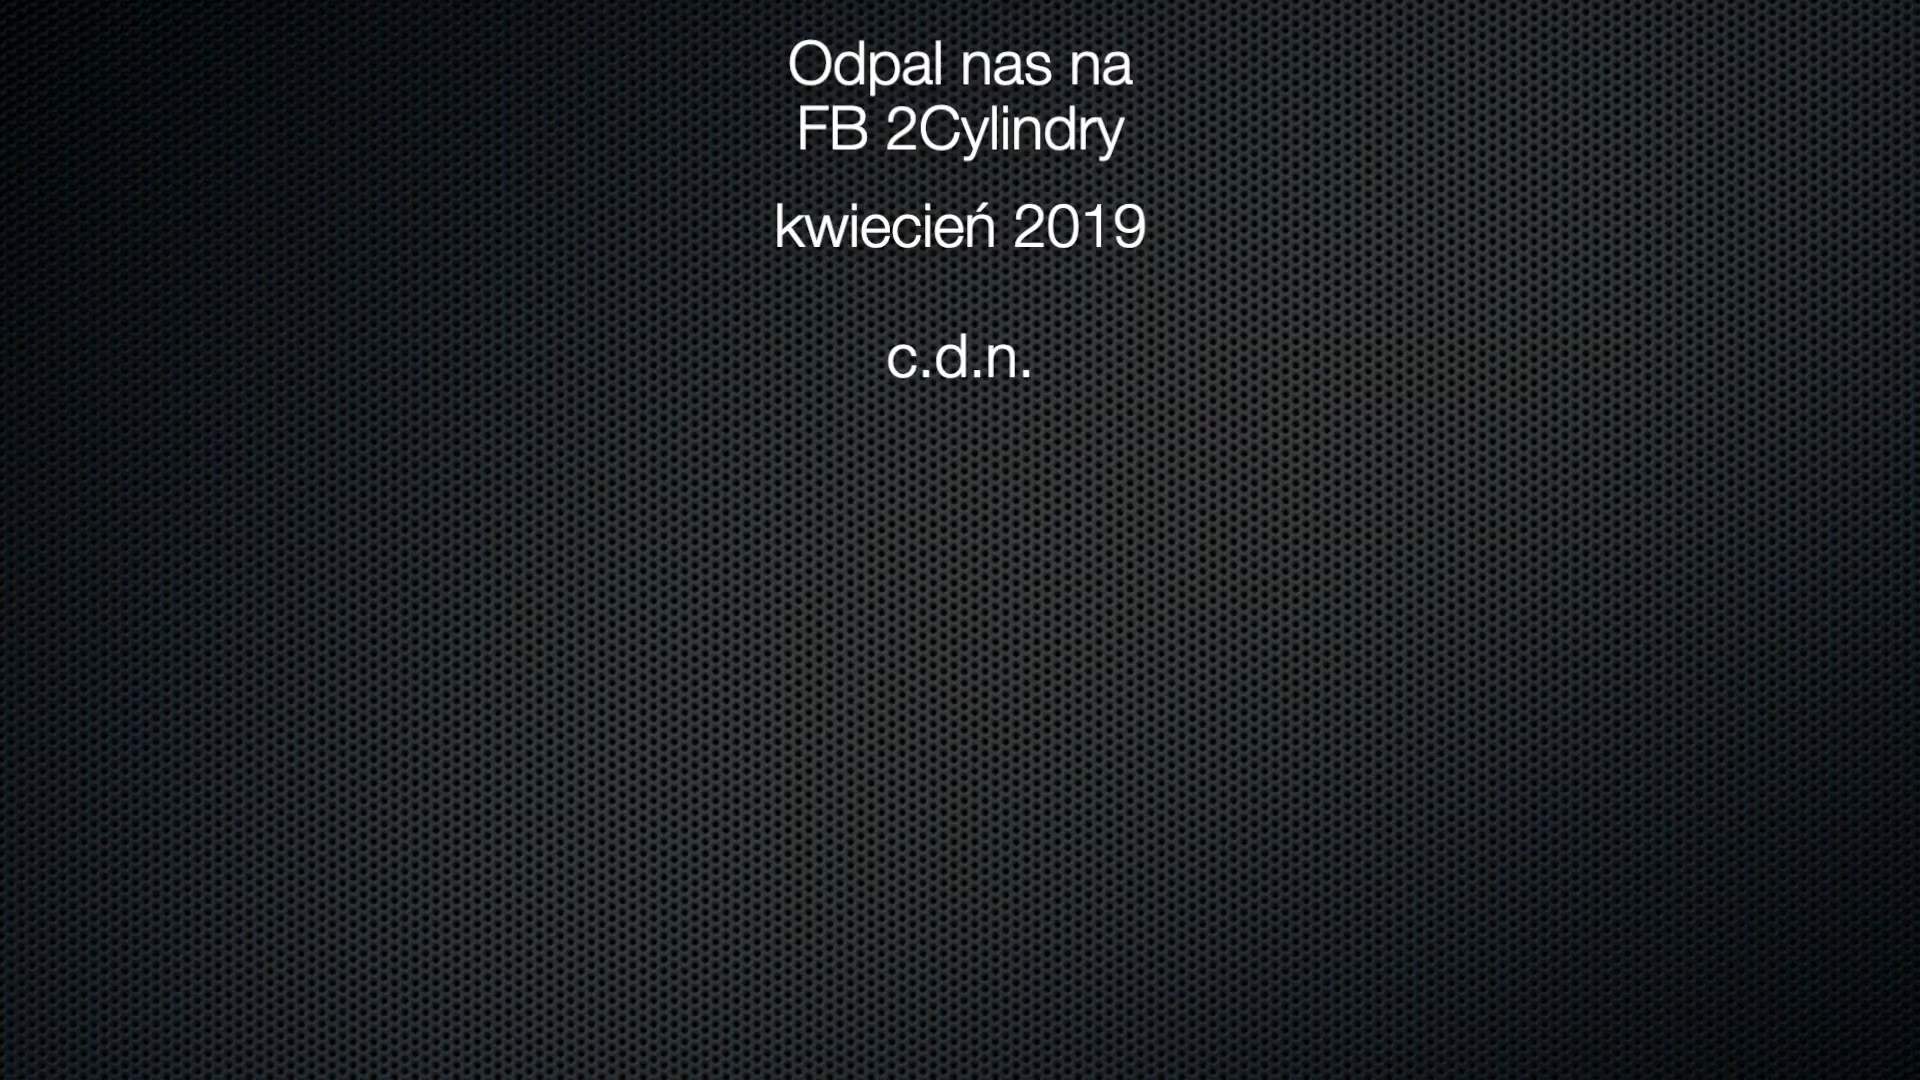 Odpal nas na
FB 2Cylindry
kwiecień 2019
c.d.n.